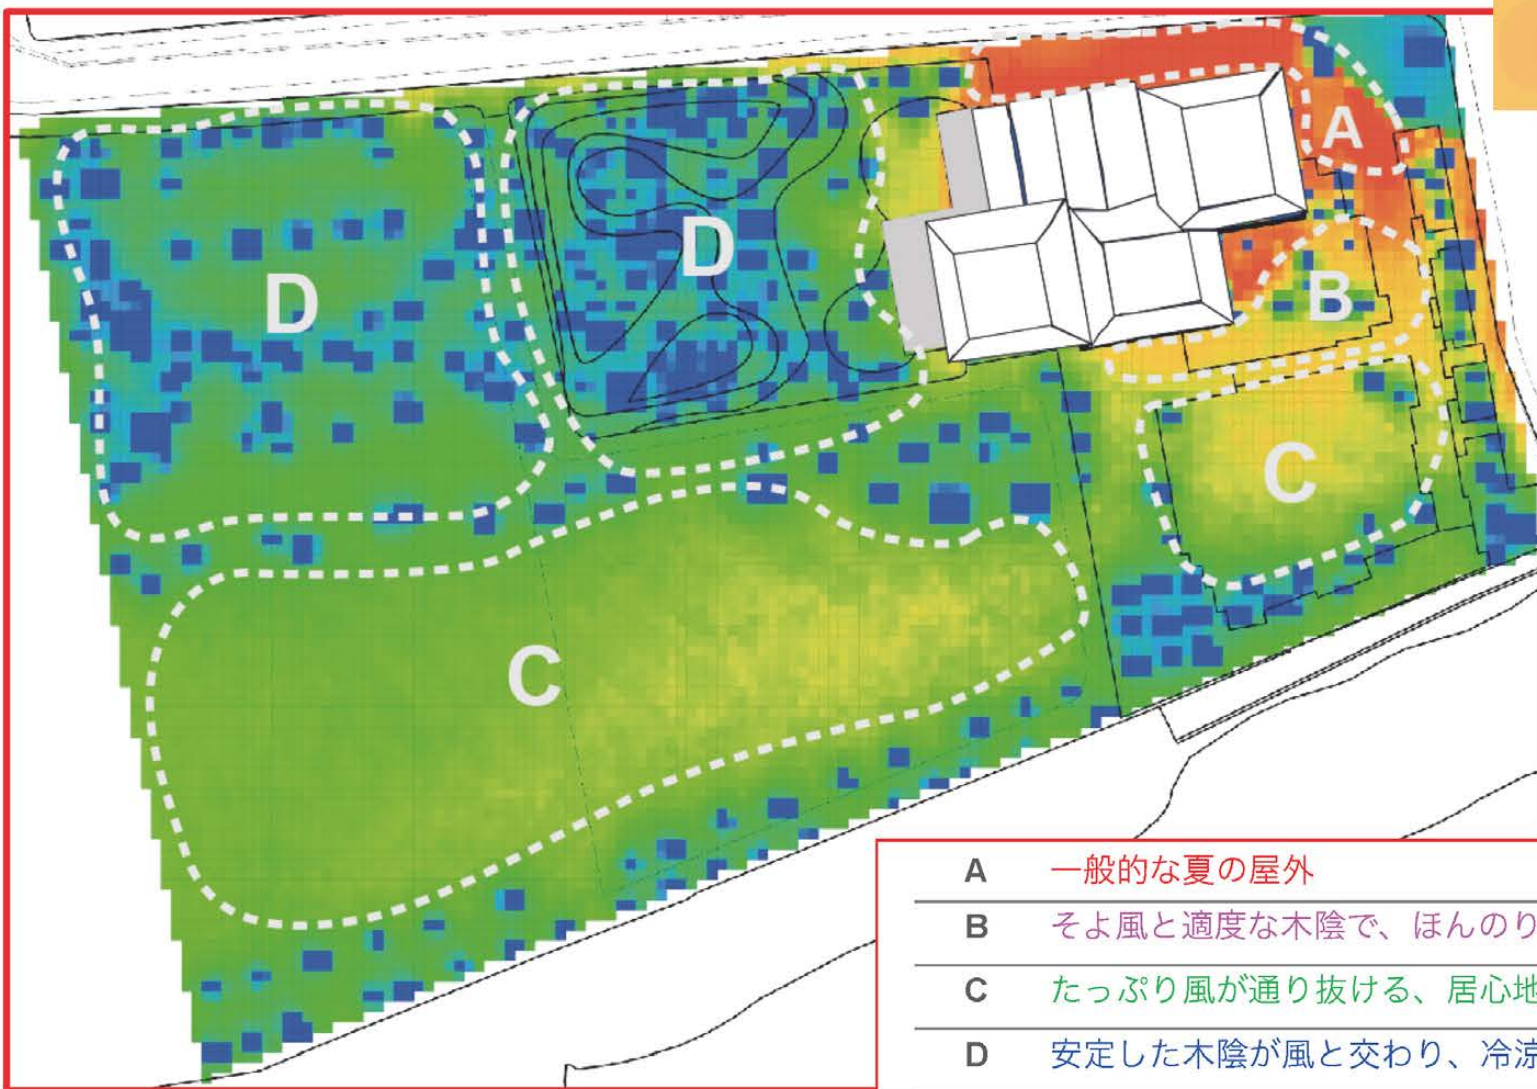 A
D
B
D
C
C
A 一般的な夏の屋外
B そよ風と適度な木陰で、ほんのり
C たっぷり風が通り抜ける、居心地
D 安定した木陰が風と交わり、冷涼